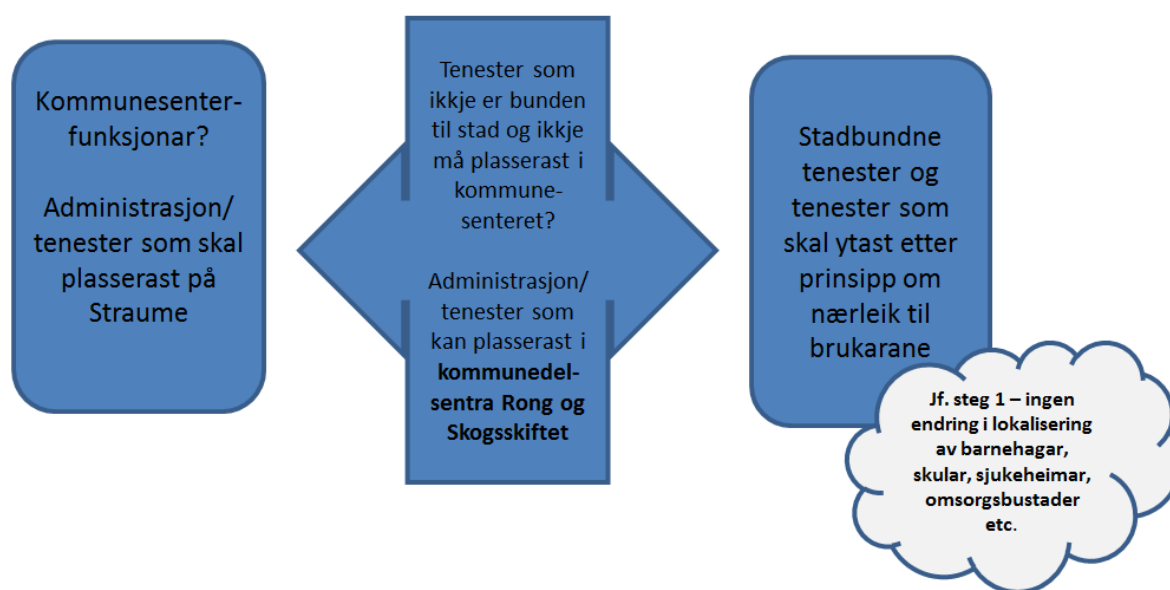 Kommunesenter-
funksjonar?
Administrasjon/
tenester som skal
plasserast på
Straume
Tenester som
ikkje er bunden
til stad og ikkje
må plasserast i
kommune-
senteret?
Administrasjon/
tenester som
kan plasserast i
kommunedel-
sentra Rong og
Skogsskiftet
Stadbundne
tenester og
tenester som
skal ytast etter
prinsipp om
nærleik til
brukarane
Jf. steg 1 – ingen
endring i lokalisering
av barnehagar,
skular, sjukeheimar,
omsorgsbustader
etc.